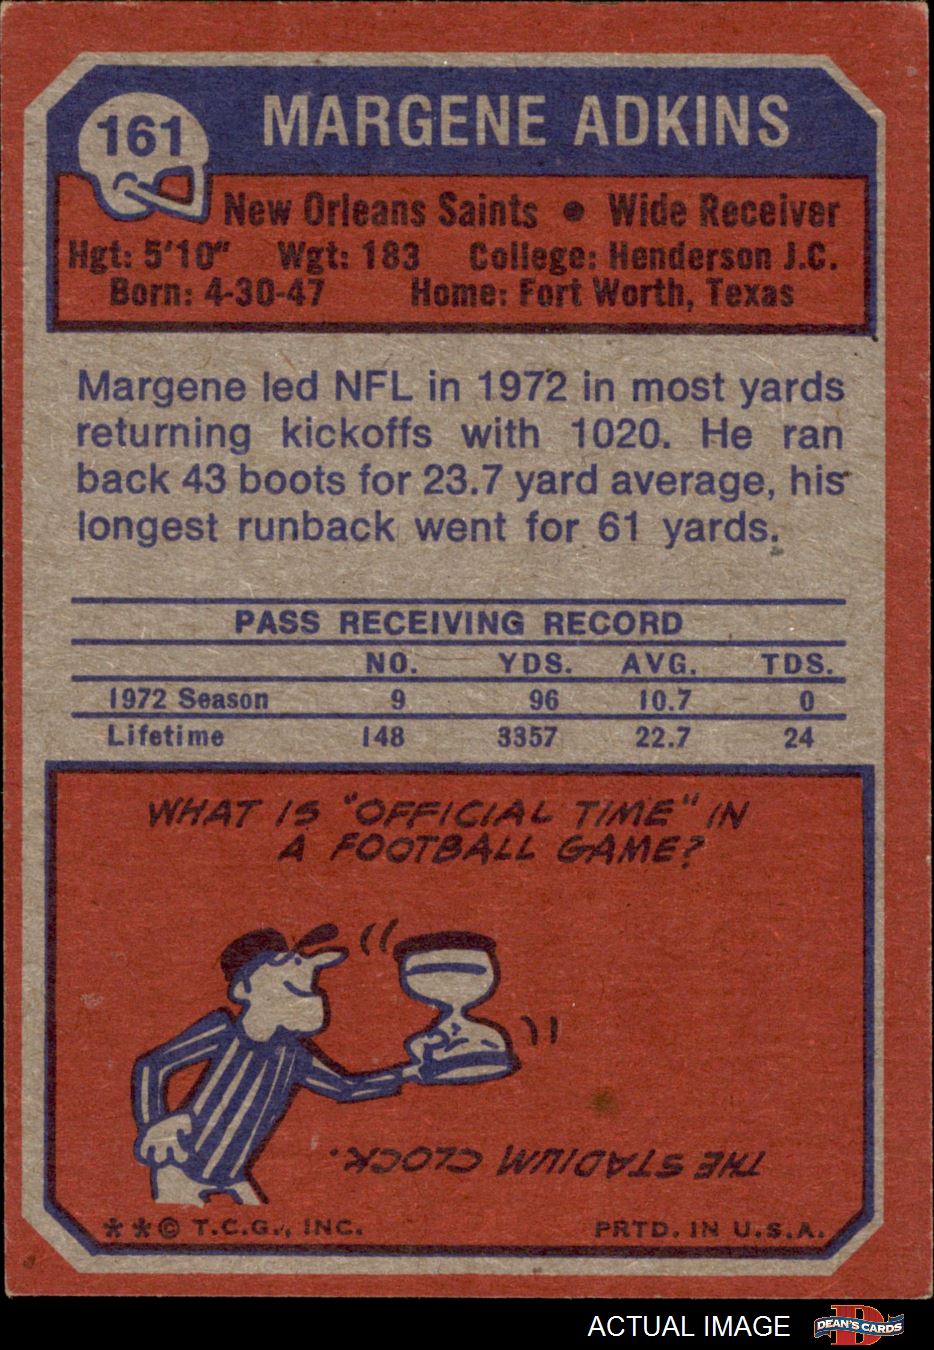 161
MARGENE ADKINS
New Orleans Saints • Wide Receiver
Hgt: 5'10" Wgt: 183 College: Henderson J.C.
Born: 4-30-47 Home: Fort Worth, Texas
Margene led NFL in 1972 in most yards
returning kickoffs with 1020. He ran
back 43 boots for 23.7 yard average, his
longest runback went for 61 yards.
PASS RECEIVING RECORD
NO. YDS. AVG. TDS.
1972 Season 9 96 10.7 0
Lifetime 148 3357 22.7 24
WHAT IS "OFFICIAL TIME" IN
A FOOTBALL GAME?
THE STADIUM CLOCK.
**© T.C.G., INC. PRTD. IN U.S.A.
ACTUAL IMAGE
D
DEAN'S CARDS